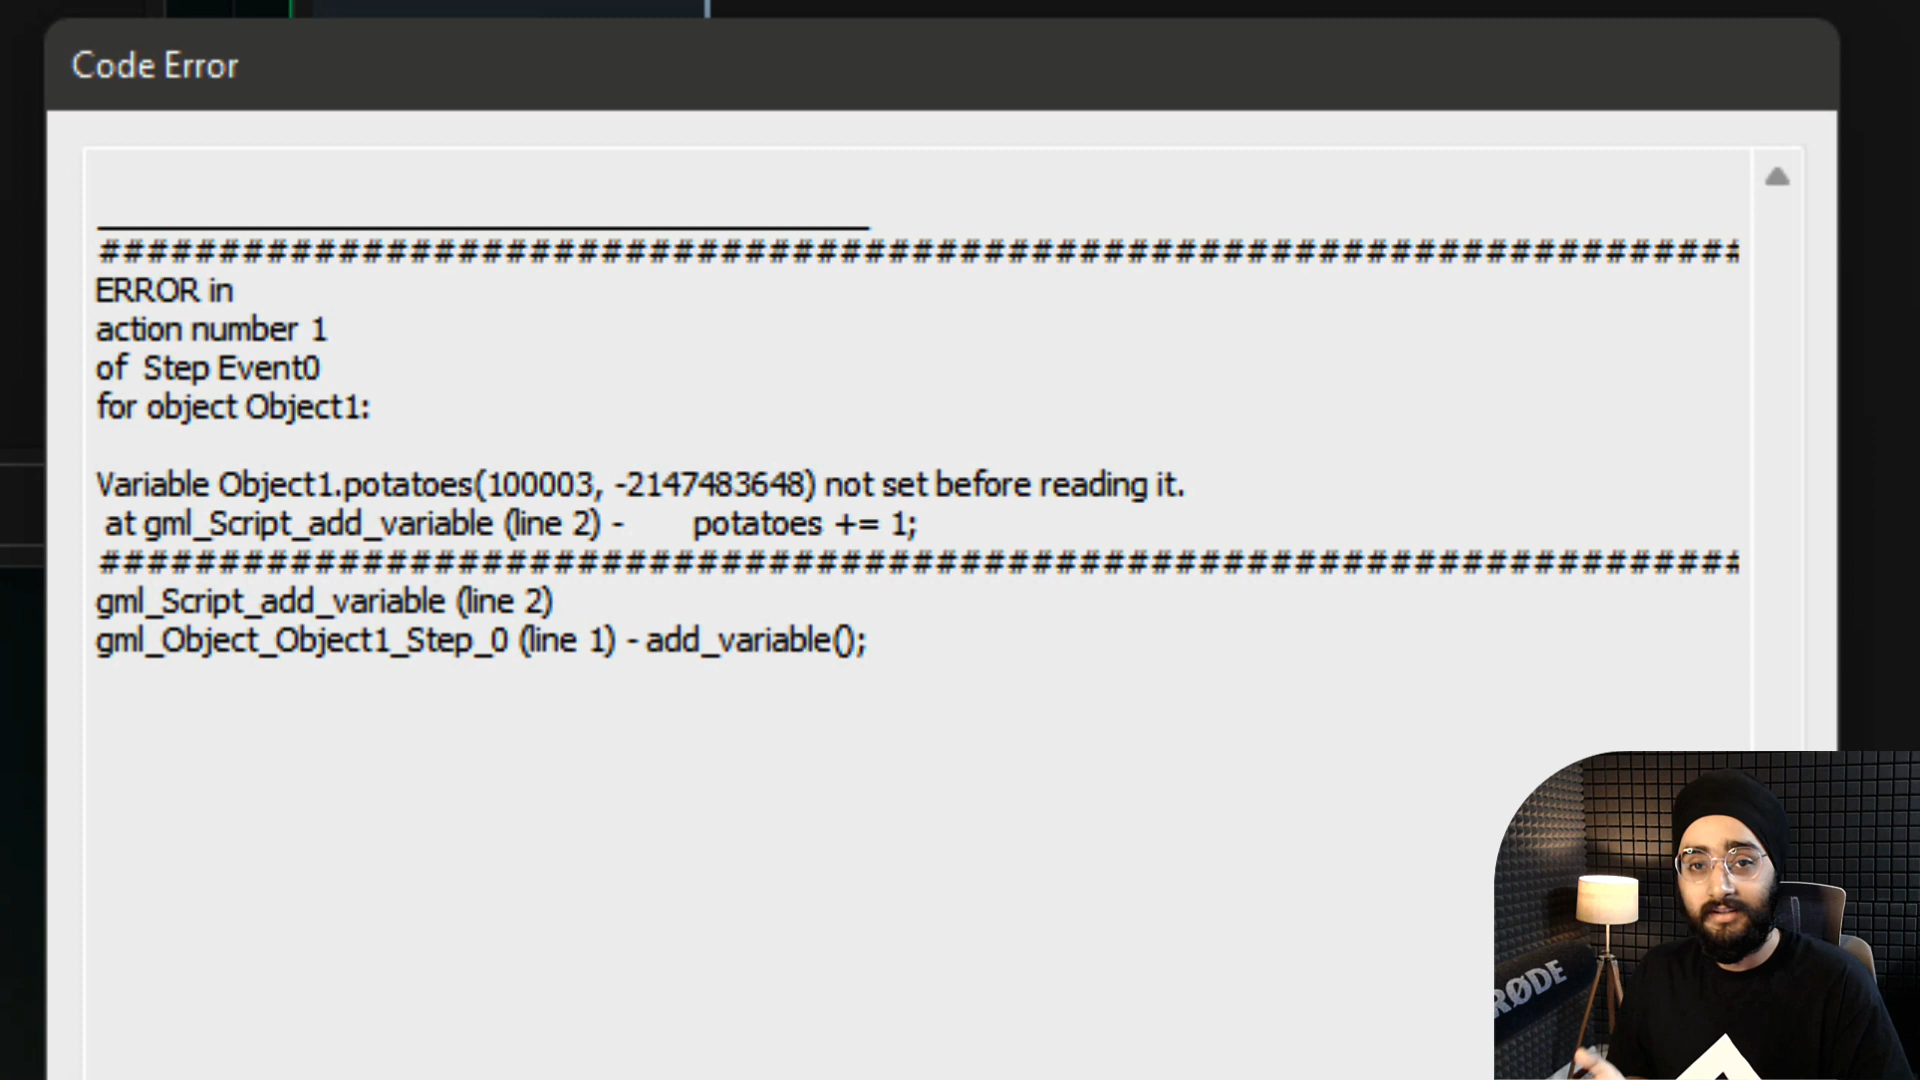 Code Error
###################################################################
ERROR in
action number 1
of  Step Event0
for object Object1:
Variable Object1.potatoes(100003, -2147483648) not set before reading it.
at gml_Script_add_variable (line 2) -       potatoes += 1;
###################################################################
gml_Script_add_variable (line 2)
gml_Object_Object1_Step_0 (line 1) - add_variable();
RØDE